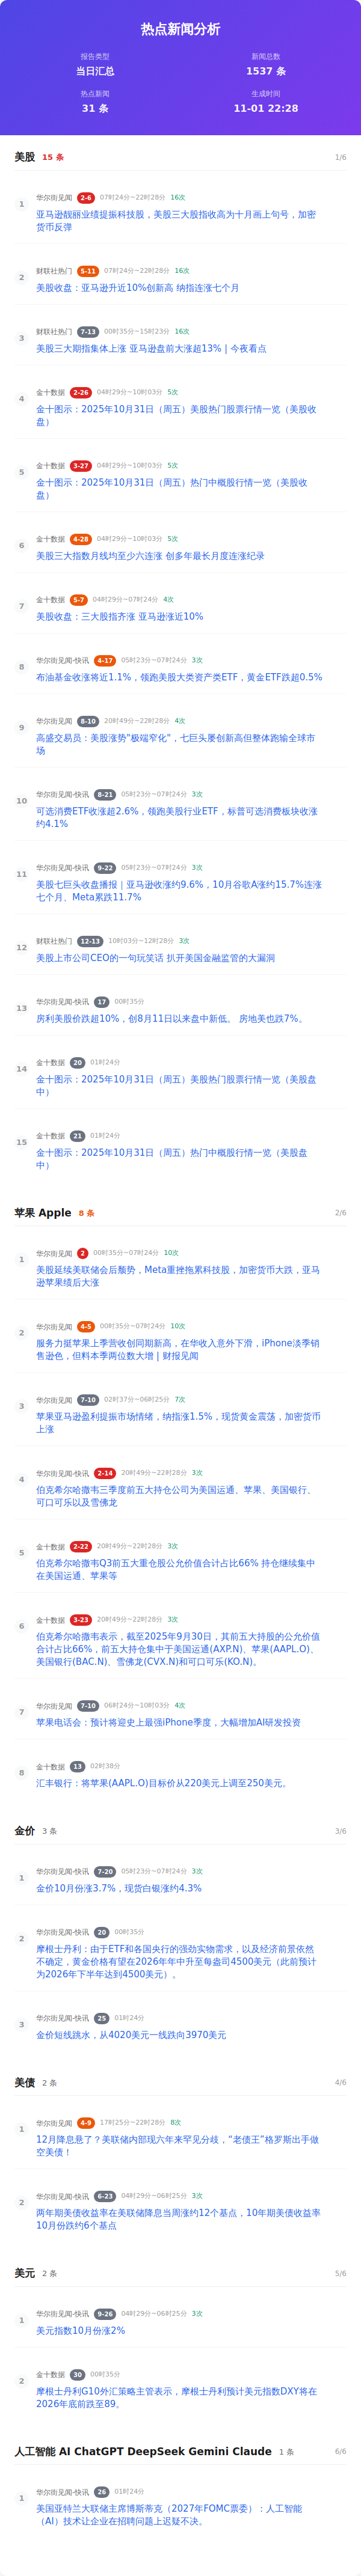 热点新闻分析
报告类型
当日汇总
新闻总数
1537 条
热点新闻
31 条
生成时间
11-01 22:28
美股 15 条 1/6
1 华尔街见闻 2-6 07时24分~22时28分 16次
亚马逊靓丽业绩提振科技股，美股三大股指收高为十月画上句号，加密
货币反弹
2 财联社热门 5-11 07时24分~22时28分 16次
美股收盘：亚马逊升近10%创新高 纳指连涨七个月
3 财联社热门 7-13 00时35分~15时23分 16次
美股三大期指集体上涨 亚马逊盘前大涨超13% | 今夜看点
4 金十数据 2-26 04时29分~10时03分 5次
金十图示：2025年10月31日（周五）美股热门股票行情一览（美股收
盘）
5 金十数据 3-27 04时29分~10时03分 5次
金十图示：2025年10月31日（周五）热门中概股行情一览（美股收
盘）
6 金十数据 4-28 04时29分~10时03分 5次
美股三大指数月线均至少六连涨 创多年最长月度连涨纪录
7 金十数据 5-7 04时29分~07时24分 4次
美股收盘：三大股指齐涨 亚马逊涨近10%
8 华尔街见闻-快讯 4-17 05时23分~07时24分 3次
布油基金收涨将近1.1%，领跑美股大类资产类ETF，黄金ETF跌超0.5%
9 华尔街见闻 8-10 20时49分~22时28分 4次
高盛交易员：美股涨势"极端窄化"，七巨头屡创新高但整体跑输全球市
场
10 华尔街见闻-快讯 8-21 05时23分~07时24分 3次
可选消费ETF收涨超2.6%，领跑美股行业ETF，标普可选消费板块收涨
约4.1%
11 华尔街见闻-快讯 9-22 05时23分~07时24分 3次
美股七巨头收盘播报｜亚马逊收涨约9.6%，10月谷歌A涨约15.7%连涨
七个月、Meta累跌11.7%
12 财联社热门 12-13 10时03分~12时28分 3次
美股上市公司CEO的一句玩笑话 扒开美国金融监管的大漏洞
13 华尔街见闻-快讯 17 00时35分
房利美股价跌超10%，创8月11日以来盘中新低。 房地美也跌7%。
14 金十数据 20 01时24分
金十图示：2025年10月31日（周五）美股热门股票行情一览（美股盘
中）
15 金十数据 21 01时24分
金十图示：2025年10月31日（周五）热门中概股行情一览（美股盘
中）
苹果 Apple 8 条 2/6
1 华尔街见闻 2 00时35分~07时24分 10次
美股延续美联储会后颓势，Meta重挫拖累科技股，加密货币大跌，亚马
逊苹果绩后大涨
2 华尔街见闻 4-5 00时35分~07时24分 10次
服务力挺苹果上季营收创同期新高，在华收入意外下滑，iPhone淡季销
售逊色，但料本季两位数大增 | 财报见闻
3 华尔街见闻 7-10 02时37分~06时25分 7次
苹果亚马逊盈利提振市场情绪，纳指涨1.5%，现货黄金震荡，加密货币
上涨
4 华尔街见闻-快讯 2-14 20时49分~22时28分 3次
伯克希尔哈撒韦三季度前五大持仓公司为美国运通、苹果、美国银行、
可口可乐以及雪佛龙
5 金十数据 2-22 20时49分~22时28分 3次
伯克希尔哈撒韦Q3前五大重仓股公允价值合计占比66% 持仓继续集中
在美国运通、苹果等
6 金十数据 3-23 20时49分~22时28分 3次
伯克希尔哈撒韦表示，截至2025年9月30日，其前五大持股的公允价值
合计占比66%，前五大持仓集中于美国运通(AXP.N)、苹果(AAPL.O)、
美国银行(BAC.N)、雪佛龙(CVX.N)和可口可乐(KO.N)。
7 华尔街见闻 7-10 06时24分~10时03分 4次
苹果电话会：预计将迎史上最强iPhone季度，大幅增加AI研发投资
8 金十数据 13 02时38分
汇丰银行：将苹果(AAPL.O)目标价从220美元上调至250美元。
金价 3 条 3/6
1 华尔街见闻-快讯 7-20 05时23分~07时24分 3次
金价10月份涨3.7%，现货白银涨约4.3%
2 华尔街见闻-快讯 20 00时35分
摩根士丹利：由于ETF和各国央行的强劲实物需求，以及经济前景依然
不确定，黄金价格有望在2026年年中升至每盎司4500美元（此前预计
为2026年下半年达到4500美元）。
3 华尔街见闻-快讯 25 01时24分
金价短线跳水，从4020美元一线跌向3970美元
美债 2 条 4/6
1 华尔街见闻 4-9 17时25分~22时28分 8次
12月降息悬了？美联储内部现六年来罕见分歧，"老债王"格罗斯出手做
空美债！
2 华尔街见闻-快讯 6-23 04时29分~06时25分 3次
两年期美债收益率在美联储降息当周涨约12个基点，10年期美债收益率
10月份跌约6个基点
美元 2 条 5/6
1 华尔街见闻-快讯 9-26 04时29分~06时25分 3次
美元指数10月份涨2%
2 金十数据 30 00时35分
摩根士丹利G10外汇策略主管表示，摩根士丹利预计美元指数DXY将在
2026年底前跌至89。
人工智能 AI ChatGPT DeepSeek Gemini Claude 1 条 6/6
1 华尔街见闻-快讯 26 01时24分
美国亚特兰大联储主席博斯蒂克（2027年FOMC票委）：人工智能
（AI）技术让企业在招聘问题上迟疑不决。